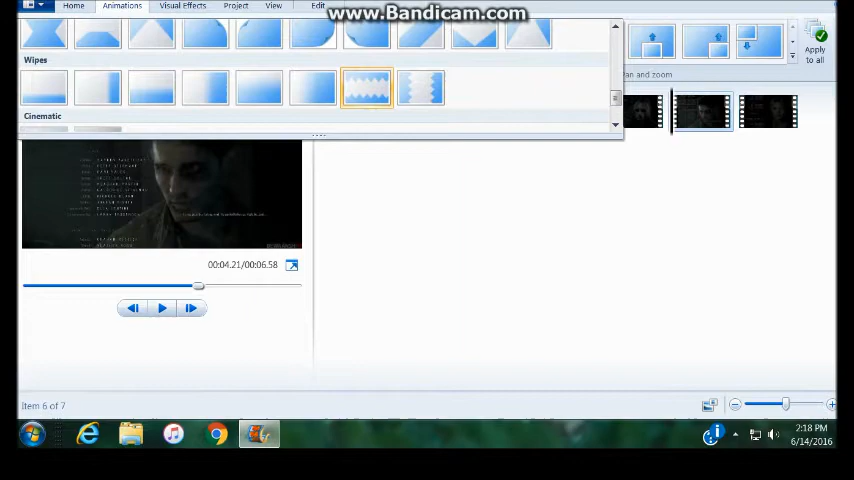 www.Bandicam.com
Home Animations Visual Effects Project View Edit
Wipes
Cinematic
Apply
to all
Pan and zoom
00:04.21/00:06.58
Item 6 of 7
2:18 PM
6/14/2016